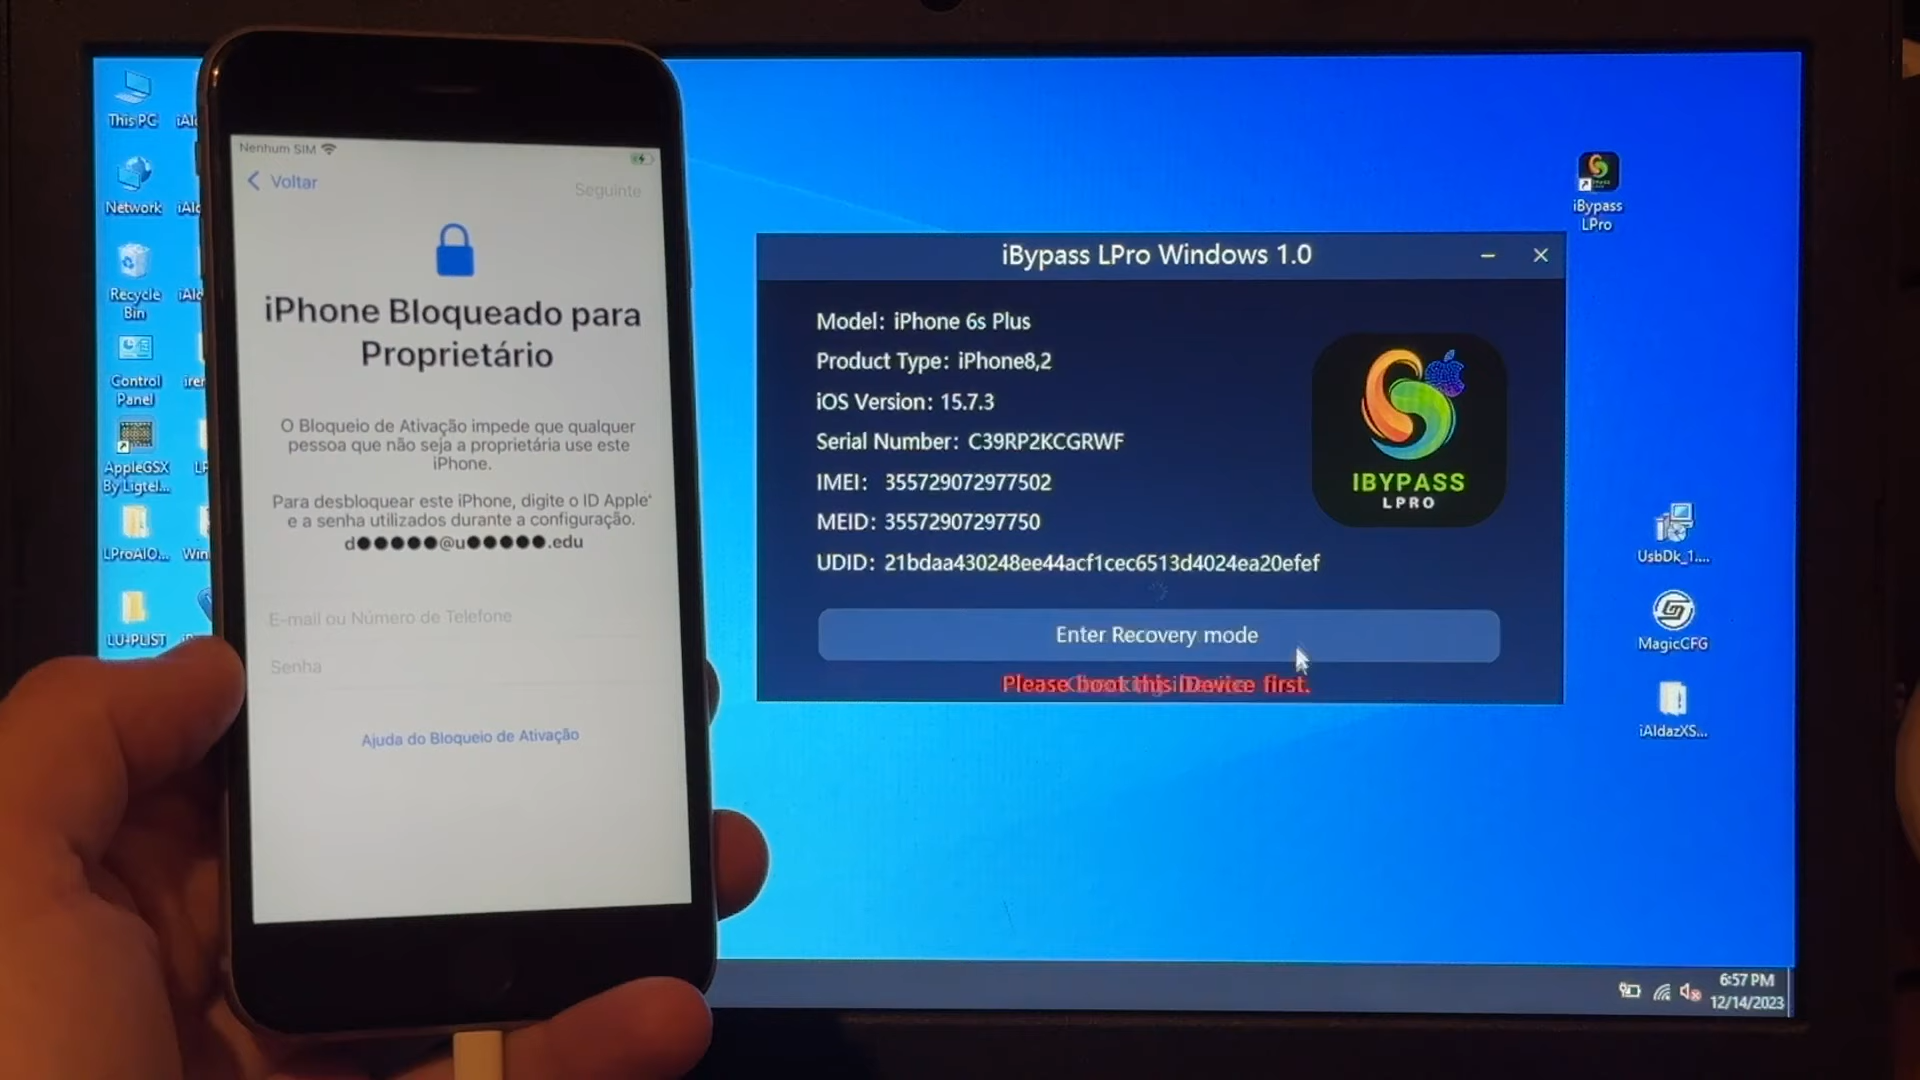 Nenhum SIM
Voltar
Seguinte
iPhone Bloqueado para
Proprietário
O Bloqueio de Ativação impede que qualquer
pessoa que não seja a proprietária use este
iPhone.
Para desbloquear este iPhone, digite o ID Apple
e a senha utilizados durante a configuração.
d●●●●●@u●●●●●.edu
E-mail ou Número de Telefone
Senha
Ajuda do Bloqueio de Ativação
This PC
Network
Recycle
Bin
Control
Panel
AppleGSX
By Ligtel...
LProAIO...
LU+PLIST
iBypass LPro Windows 1.0
Model: iPhone 6s Plus
Product Type: iPhone8,2
iOS Version: 15.7.3
Serial Number: C39RP2KCGRWF
IMEI: 355729072977502
MEID: 35572907297750
UDID: 21bdaa430248ee44acf1cec6513d4024ea20efef
IBYPASS
LPRO
Enter Recovery mode
Please boot this iDevice first.
iBypass
LPro
UsbDk_1....
MagicCFG
iAldazXS...
6:57 PM
12/14/2023